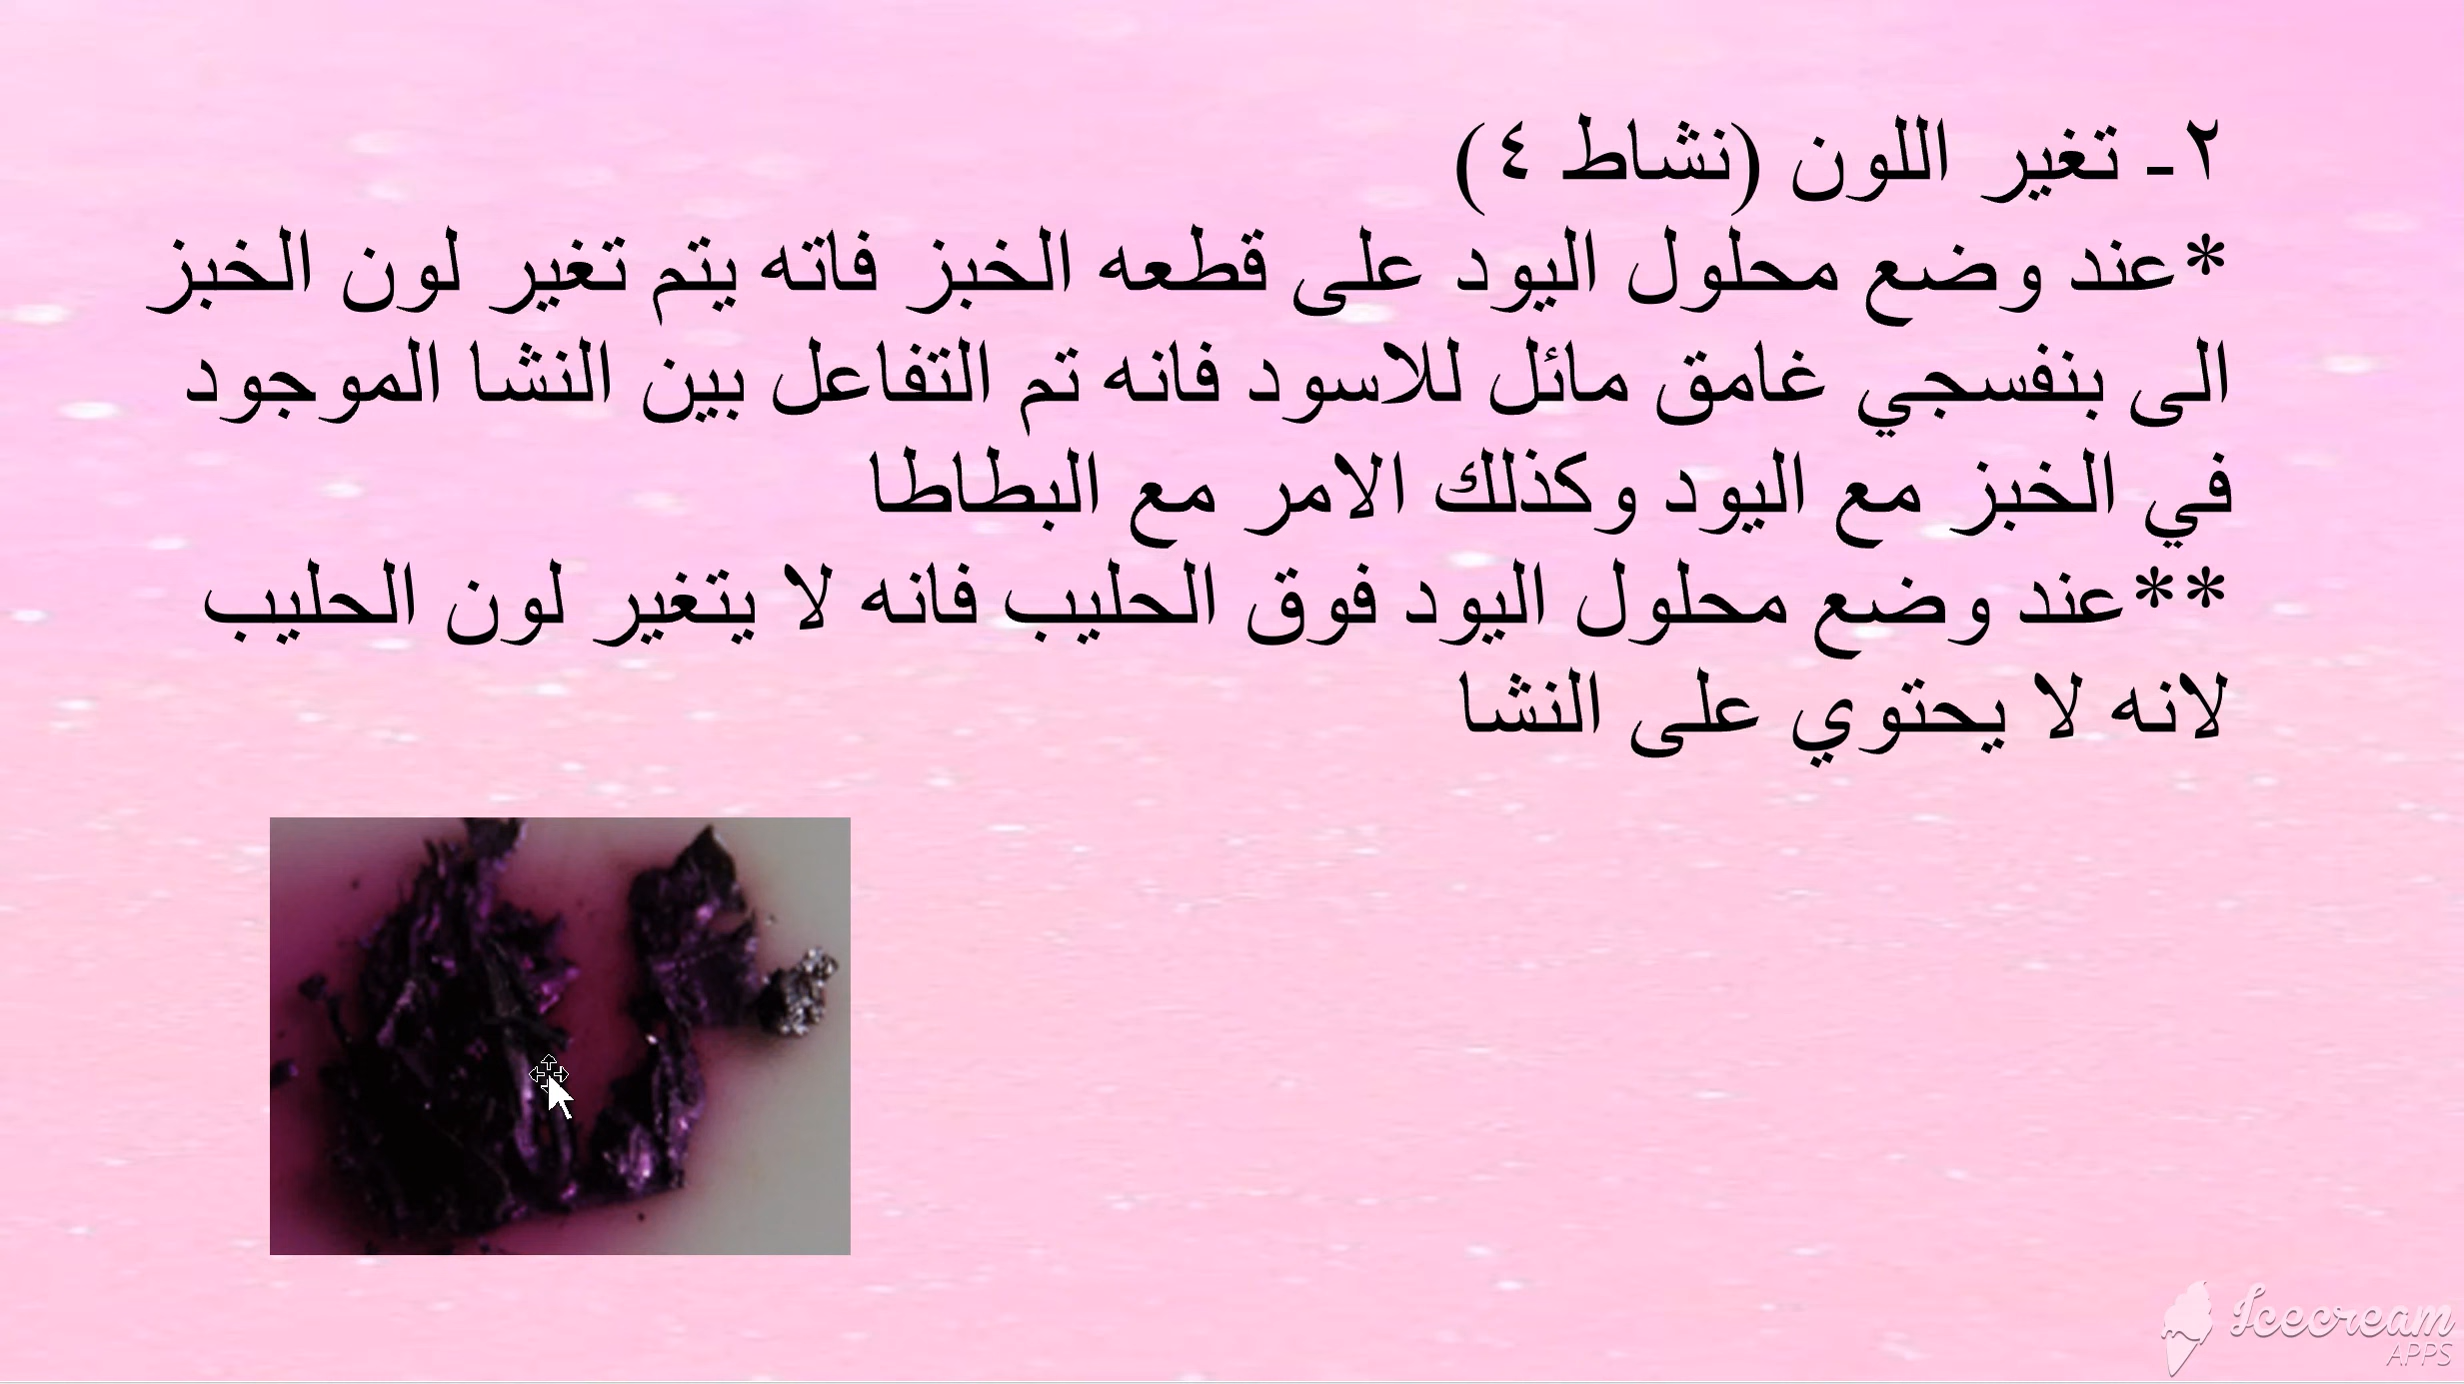 ٢- تغير اللون (نشاط ٤)
*عند وضع محلول اليود على قطعه الخبز فاته يتم تغير لون الخبز
الى بنفسجي غامق مائل للاسود فانه تم التفاعل بين النشا الموجود
في الخبز مع اليود وكذلك الامر مع البطاطا
**عند وضع محلول اليود فوق الحليب فانه لا يتغير لون الحليب
لانه لا يحتوي على النشا
Icecream
APPS